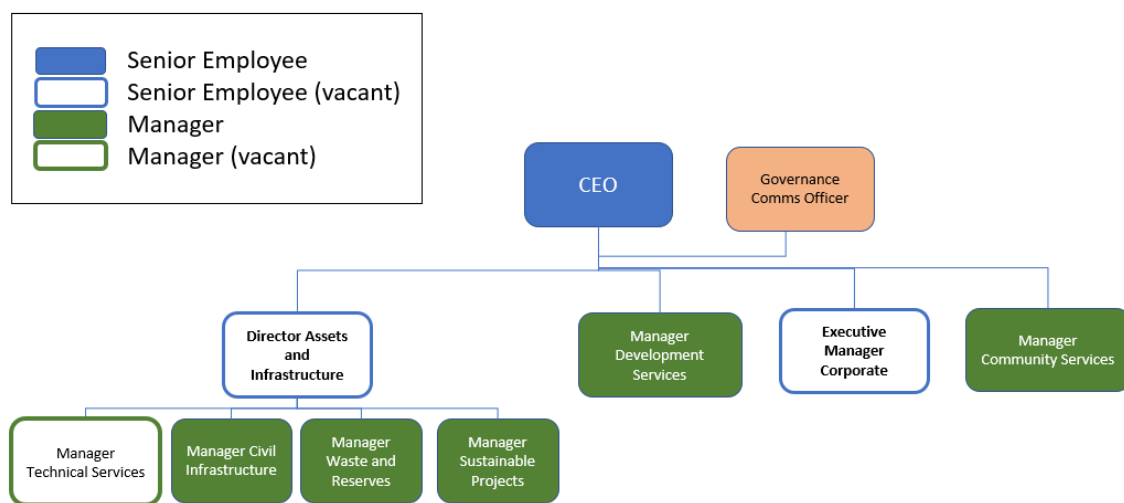 Senior Employee
Senior Employee (vacant)
Manager
Manager (vacant)
CEO
Governance
Comms Officer
Director Assets
and
Infrastructure
Manager
Development
Services
Executive
Manager
Corporate
Manager
Community Services
Manager
Technical Services
Manager Civil
Infrastructure
Manager
Waste and
Reserves
Manager
Sustainable
Projects